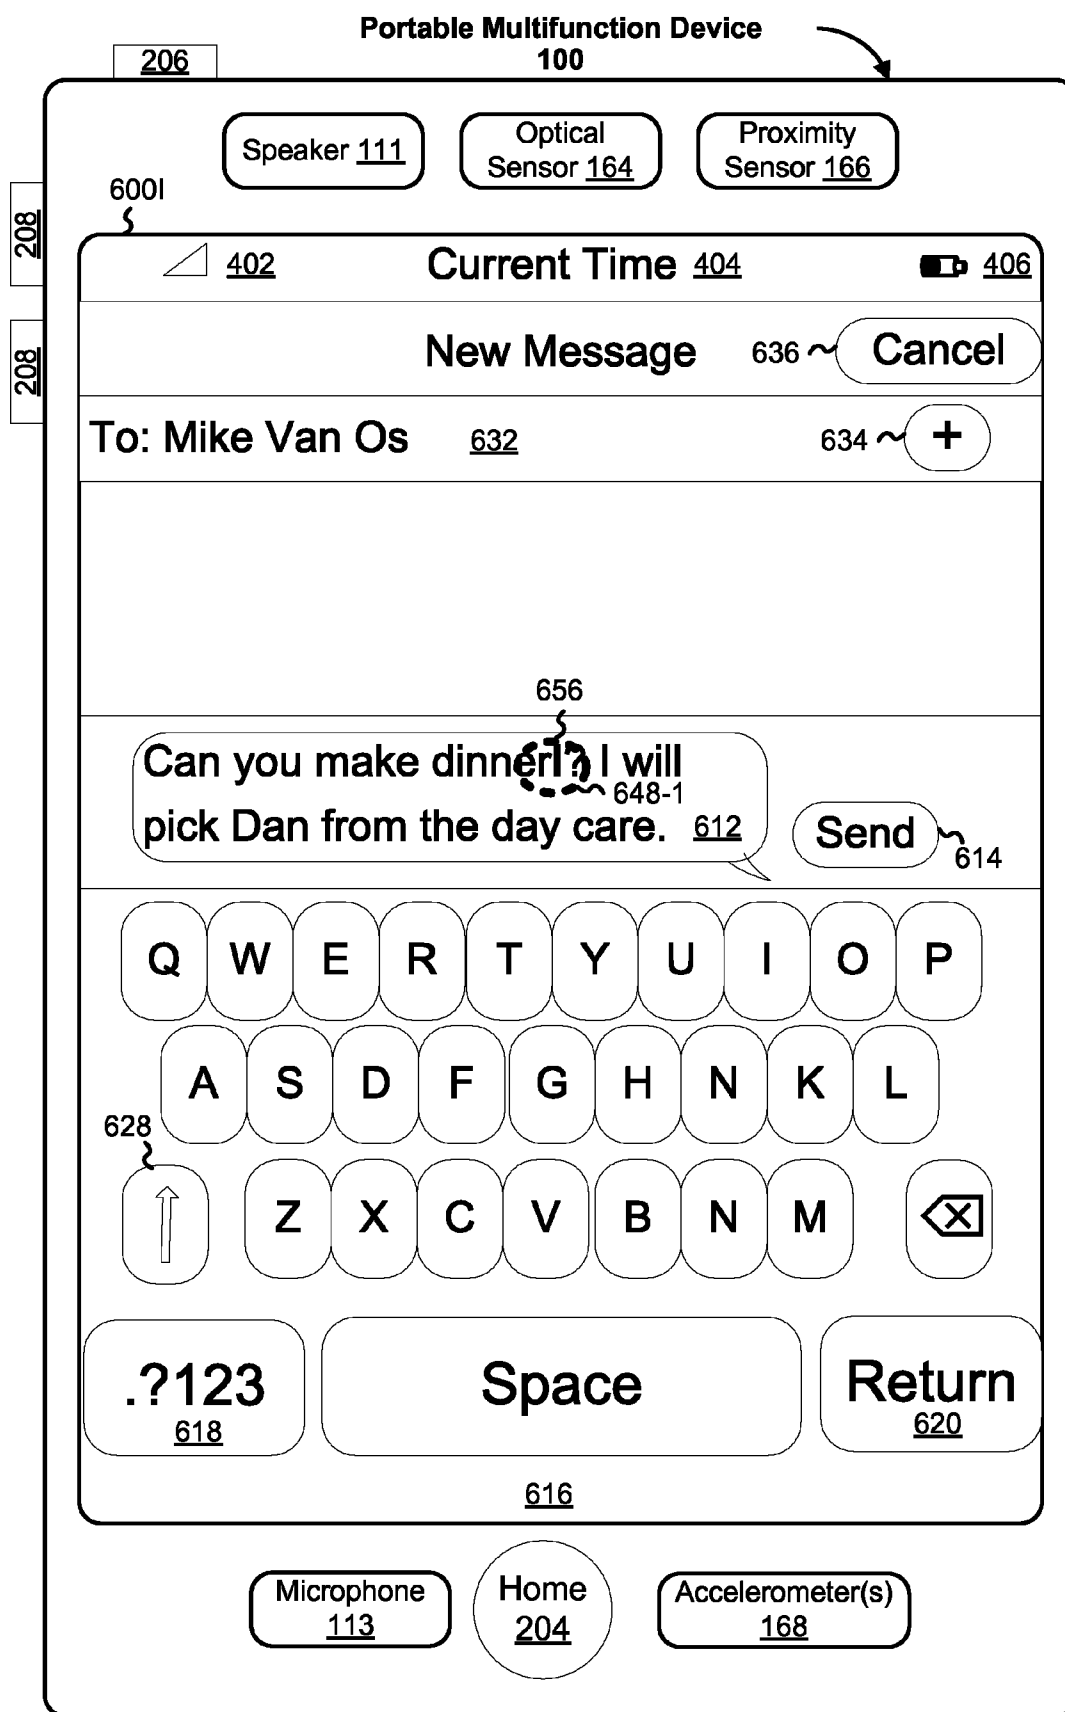 Portable Multifunction Device
100
206
Speaker 111
Optical
Sensor 164
Proximity
Sensor 166
600I
208
208
402
Current Time 404
406
New Message
636
Cancel
To: Mike Van Os
632
634
+
656
Can you make dinner? I will
648-1
pick Dan from the day care.
612
Send
614
Q W E R T Y U I O P
A S D F G H N K L
628
Z X C V B N M
.?123
618
Space
Return
620
616
Microphone
113
Home
204
Accelerometer(s)
168